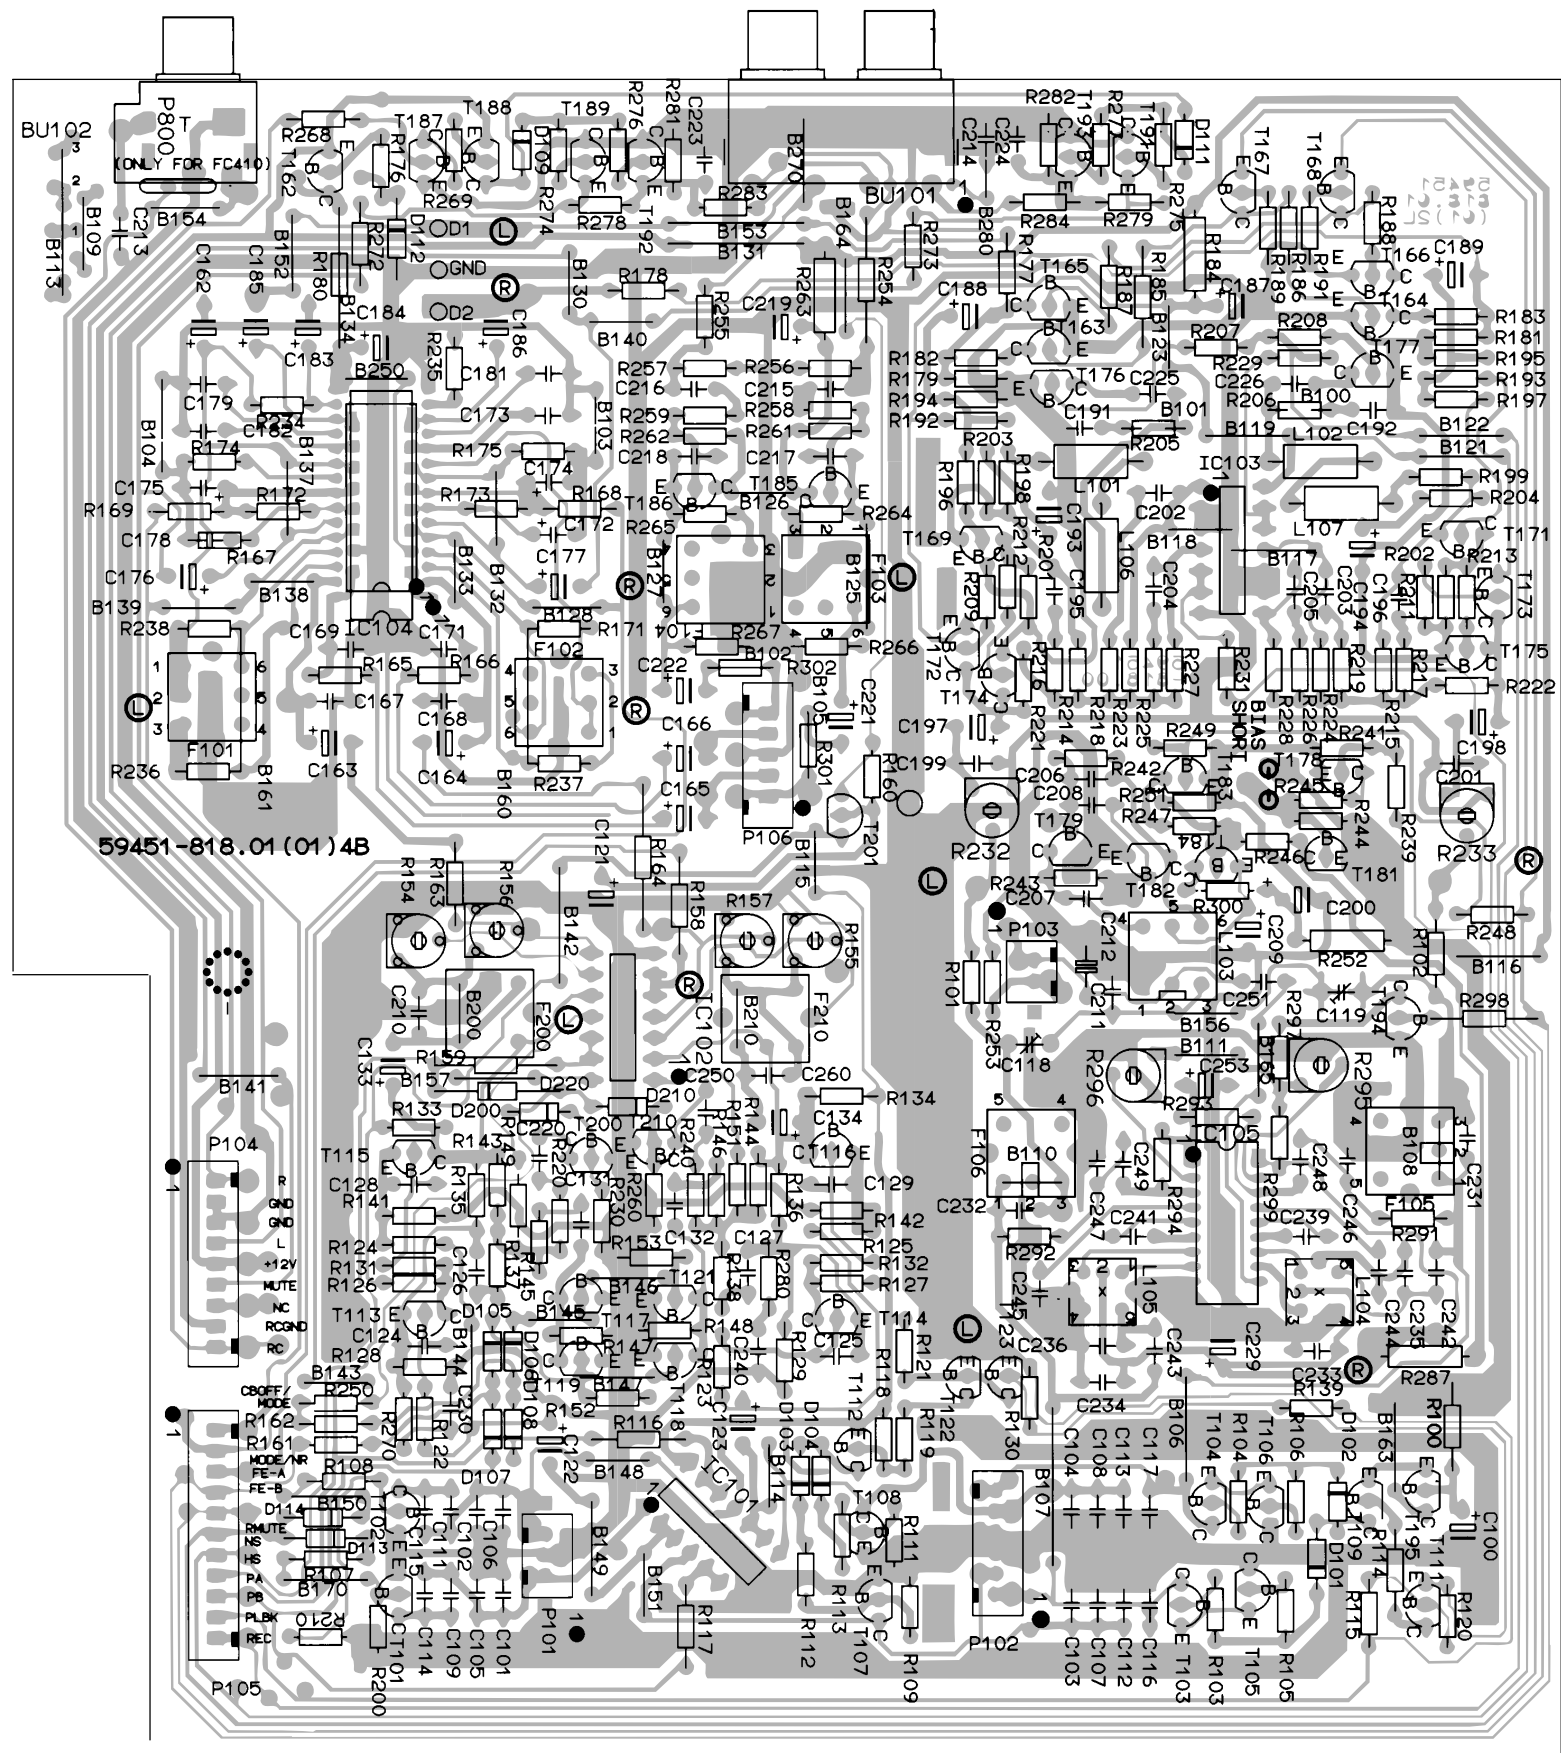 BU102
P800
T
(ONLY FOR FC410)
R268
T162
R176
T187
T188
D109
T189
R276
R281
C223
B270
C214
C224
R282
T193
R277
T191
D111
T167
T168
3
2
1
B109
B113
C213
B154
C162
C185
B152
R180
R272
D112
D1
L
GND
R
D2
R269
R274
R278
T192
R283
B153
B131
B164
BU101
R273
B280
R284
R279
R275
R184
R188
T166
C189
R177
T165
R187
R185
C187
R189
R186
R191
T164
B134
C184
C183
R235
C186
B130
R178
B140
R255
C219
R263
R254
C188
T163
B123
R207
R208
T177
R183
R181
R195
R193
R197
B250
C181
R257
C216
R256
C215
R182
R179
R194
R192
T176
C225
R229
C226
R206
B100
C192
C179
R234
C182
C173
B103
R259
R262
C218
R258
R261
C217
C191
B101
R205
B119
L102
B122
B121
B104
R174
B137
R175
C174
R203
R196
R198
L101
IC103
R199
R204
C175
R169
R172
R173
R168
C172
T186
R265
T185
B126
R264
C202
L107
T171
C178
R167
C177
T169
R212
R201
C193
L106
B118
B117
R202
R213
C176
B139
B138
B133
B132
B128
B127
B125
F103
R209
C195
C204
C205
C203
C194
C196
R211
T173
R238
C169
IC104
C171
F102
R171
R267
B102
R302
R266
T172
T174
R216
R227
R231
R219
R217
T175
R222
R165
R166
C222
C167
C168
C166
B105
C221
C197
R221
R214
R218
R223
R225
R249
BIAS
SHORT
R228
R226
R224
R241
R215
C198
F101
R236
B161
C163
C164
B160
R237
C165
R301
R160
C199
C206
C208
R242
R251
R247
T183
T178
R245
C201
59451-818.01(01)4B
P106
T201
R232
T179
T184
R246
R244
R239
R233
R154
R163
R156
C121
R164
B115
R243
C207
T182
R300
T181
B142
R158
R157
R155
P103
C212
L103
C209
C200
R252
R102
R248
B116
C210
B200
F200
IC102
B210
F210
R101
R253
C118
C211
C251
B156
R297
C119
T194
R298
B141
C133
R159
B157
D220
D200
C220
T200
D210
T210
C250
C260
R134
R296
B111
C253
B165
R295
R133
R143
R149
R240
R146
R151
R144
C134
F106
R293
IC105
B108
P104
T115
C128
R141
R135
R220
C131
R230
R260
R136
T116
C129
R142
B110
C232
C249
R294
R299
C248
C246
F105
C231
R
GND
GND
L
+12V
MUTE
NC
RCGND
RC
R124
R131
R126
C126
R137
R145
R153
C132
C127
R138
R280
R125
R132
R127
R292
C247
C241
C239
R291
T113
D105
B146
B145
T121
C245
L105
L104
C124
R128
B144
D106
T117
R147
R148
C240
R129
C125
T114
T123
C236
C243
C229
C233
C244
C235
C242
R287
B143
R250
CBOFF/
MODE
R162
R161
MODE/NR
FE-A
FE-B
R108
R270
R122
C230
D108
T119
R152
B147
T118
R123
C123
R116
C122
B148
D103
D104
T112
R118
R121
R119
T122
R130
C234
R139
B106
T104
R104
T106
R106
D102
B163
R100
D107
IC101
B114
D114
B150
RMUTE
NS
HS
PA
PB
PLBK
REC
D113
R107
B170
R210
T102
C115
C111
C102
C106
B149
B151
T108
R111
B107
C104
C108
C113
C117
D101
T109
R114
T195
T111
C100
P105
R200
T101
C114
C109
C105
C101
P101
R117
R112
R113
T107
R109
P102
C103
C107
C112
C116
T103
R103
T105
R105
R115
R120